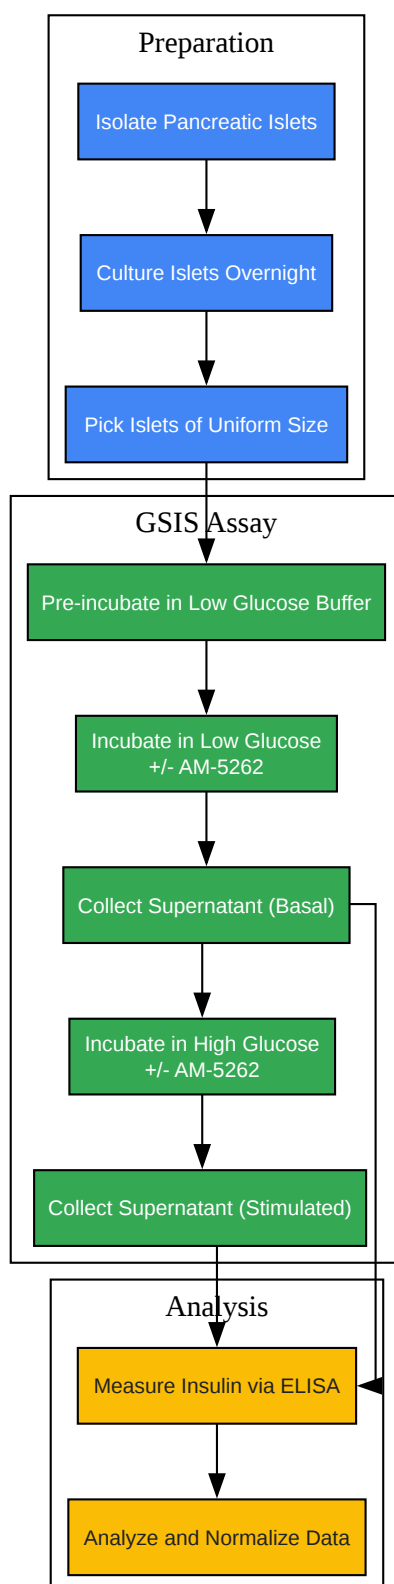 Preparation
Isolate Pancreatic Islets
Culture Islets Overnight
Pick Islets of Uniform Size
GSIS Assay
Pre-incubate in Low Glucose Buffer
Incubate in Low Glucose
+/- AM-5262
Collect Supernatant (Basal)
Incubate in High Glucose
+/- AM-5262
Collect Supernatant (Stimulated)
Analysis
Measure Insulin via ELISA
Analyze and Normalize Data